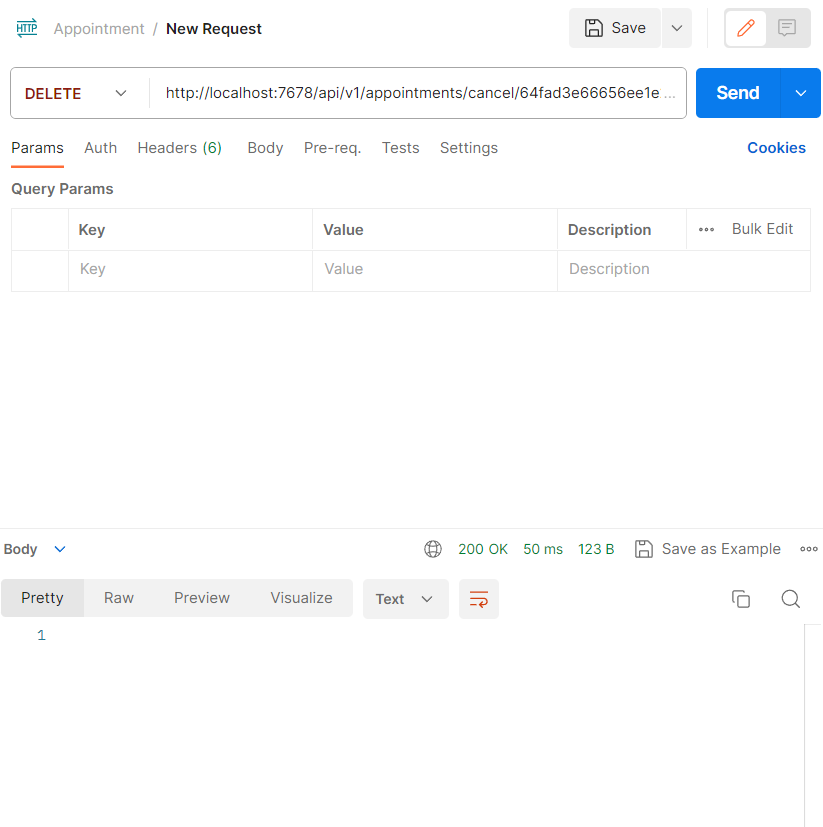 HTTP Appointment / New Request Save
DELETE http://localhost:7678/api/v1/appointments/cancel/64fad3e66656ee1e ... Send
Params Auth Headers (6) Body Pre-req. Tests Settings Cookies
Query Params
Key Value Description Bulk Edit
Key Value Description
Body 200 OK 50 ms 123 B Save as Example
Pretty Raw Preview Visualize Text
1